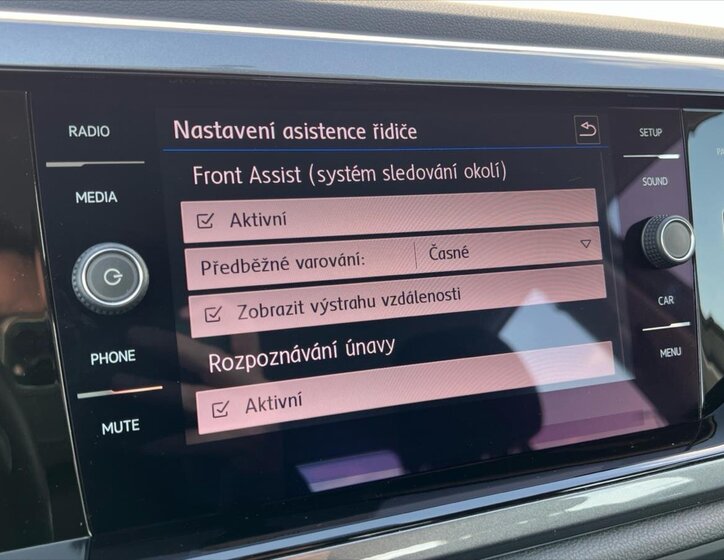 RADIO
MEDIA
PHONE
MUTE
Nastavení asistence řidiče
Front Assist (systém sledování okolí)
Aktivní
Předběžné varování: Časné
Zobrazit výstrahu vzdálenosti
Rozpoznávání únavy
Aktivní
SETUP
SOUND
CAR
MENU